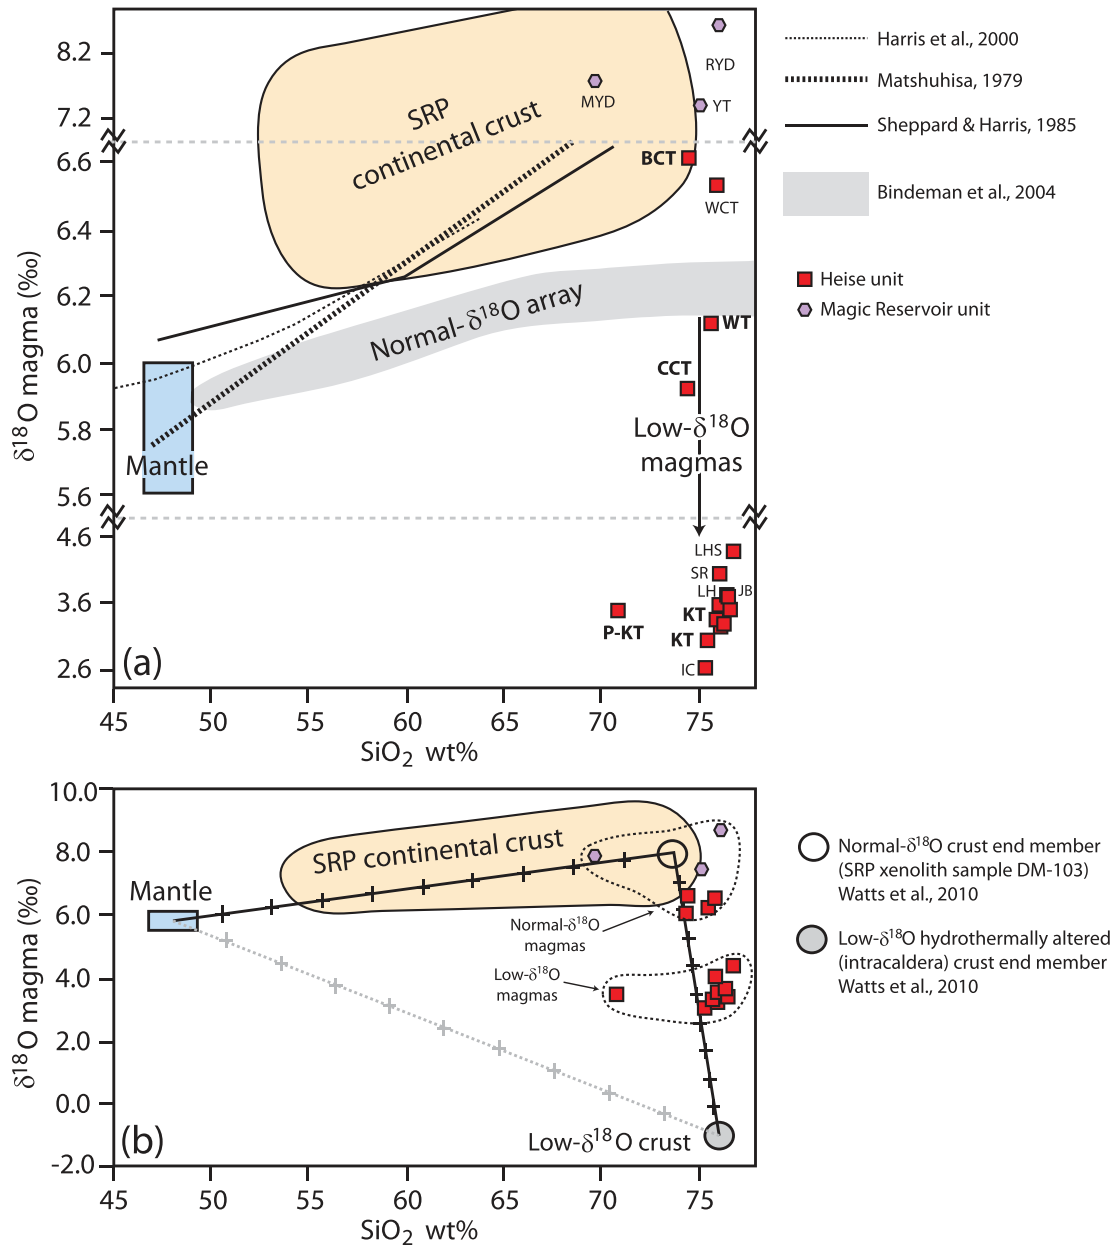 8.2
7.2
6.6
6.4
6.2
6.0
5.8
5.6
4.6
3.6
2.6
δ18O magma (‰)
SRP
continental crust
MYD
RYD
YT
BCT
WCT
Normal-δ18O array
WT
CCT
Low-δ18O
magmas
Mantle
LHS
SR
LH
JB
KT
P-KT
KT
IC
(a)
45 50 55 60 65 70 75
SiO2 wt%
Harris et al., 2000
Matshuhisa, 1979
Sheppard & Harris, 1985
Bindeman et al., 2004
Heise unit
Magic Reservoir unit
10.0
8.0
6.0
4.0
2.0
0.0
-2.0
δ18O magma (‰)
SRP continental crust
Mantle
Normal-δ18O
magmas
Low-δ18O
magmas
Low-δ18O crust
(b)
45 50 55 60 65 70 75
SiO2 wt%
Normal-δ18O crust end member
(SRP xenolith sample DM-103)
Watts et al., 2010
Low-δ18O hydrothermally altered
(intracaldera) crust end member
Watts et al., 2010